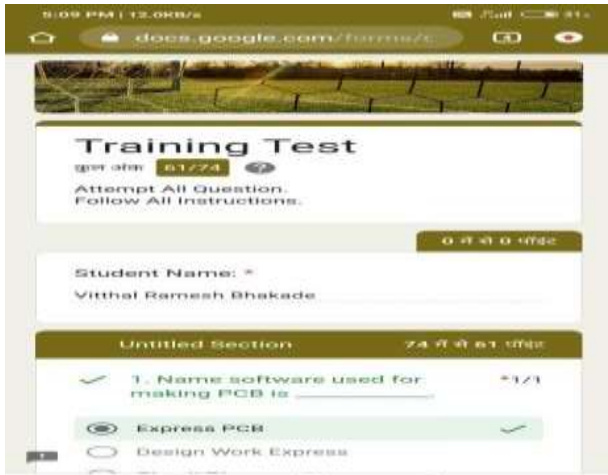 5:09 PM | 12.0KB/s
docs.google.com/forms/c
Training Test
कुल अंक 61/74
Attempt All Question.
Follow All Instructions.
0 में से 0 पॉइंट
Student Name: *
Vitthal Ramesh Bhakade
Untitled Section 74 में से 61 पॉइंट
1. Name software used for *1/1
making PCB is
Express PCB
Design Work Express